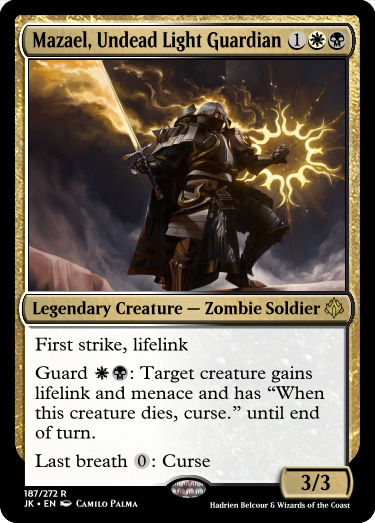 Mazael, Undead Light Guardian 1
Legendary Creature — Zombie Soldier
First strike, lifelink
Guard : Target creature gains
lifelink and menace and has “When
this creature dies, curse.” until end
of turn.
Last breath 0: Curse
3/3
187/272 R
JK • EN Camilo Palma
Hadrien Belcour & Wizards of the Coast